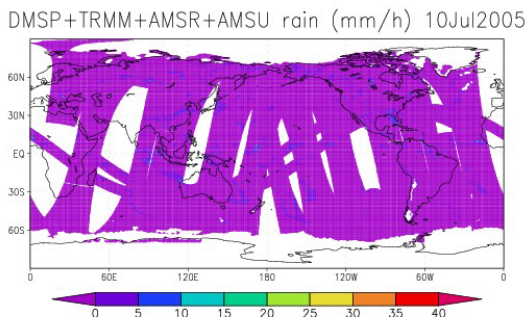 DMSP+TRMM+AMSR+AMSU rain (mm/h) 10Jul2005
60N
30N
EQ
30S
60S
0 60E 120E 180 120W 60W 0
0 5 10 15 20 25 30 35 40